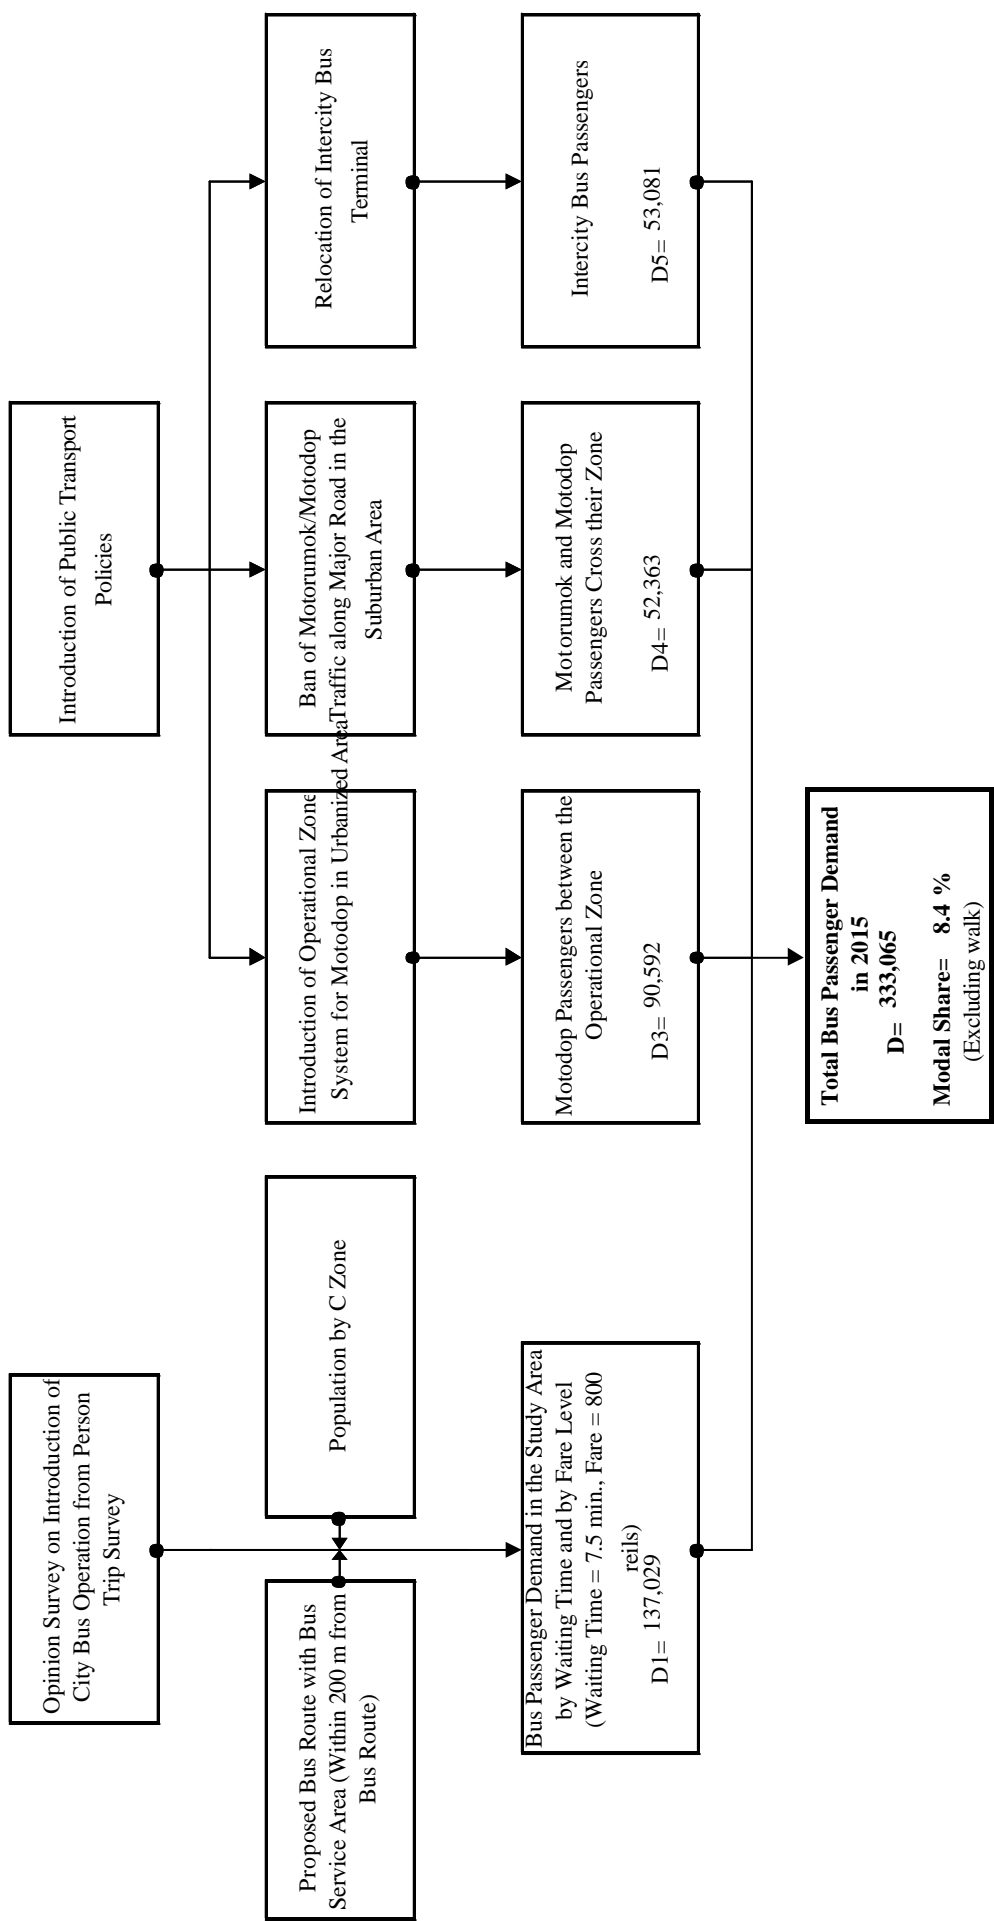 Opinion Survey on Introduction of
City Bus Operation from Person
Trip Survey
Introduction of Public Transport
Policies
Proposed Bus Route with Bus
Service Area (Within 200 m from
Bus Route)
Population by C Zone
Introduction of Operational Zone
System for Motodop in Urbanized Area
Ban of Motorumok/Motodop
Traffic along Major Road in the
Suburban Area
Relocation of Intercity Bus
Terminal
Bus Passenger Demand in the Study Area
by Waiting Time and by Fare Level
(Waiting Time = 7.5 min., Fare = 800
reils)
D1= 137,029
Motodop Passengers between the
Operational Zone
D3= 90,592
Motorumok and Motodop
Passengers Cross their Zone
D4= 52,363
Intercity Bus Passengers
D5= 53,081
Total Bus Passenger Demand
in 2015
D= 333,065
Modal Share= 8.4 %
(Excluding walk)